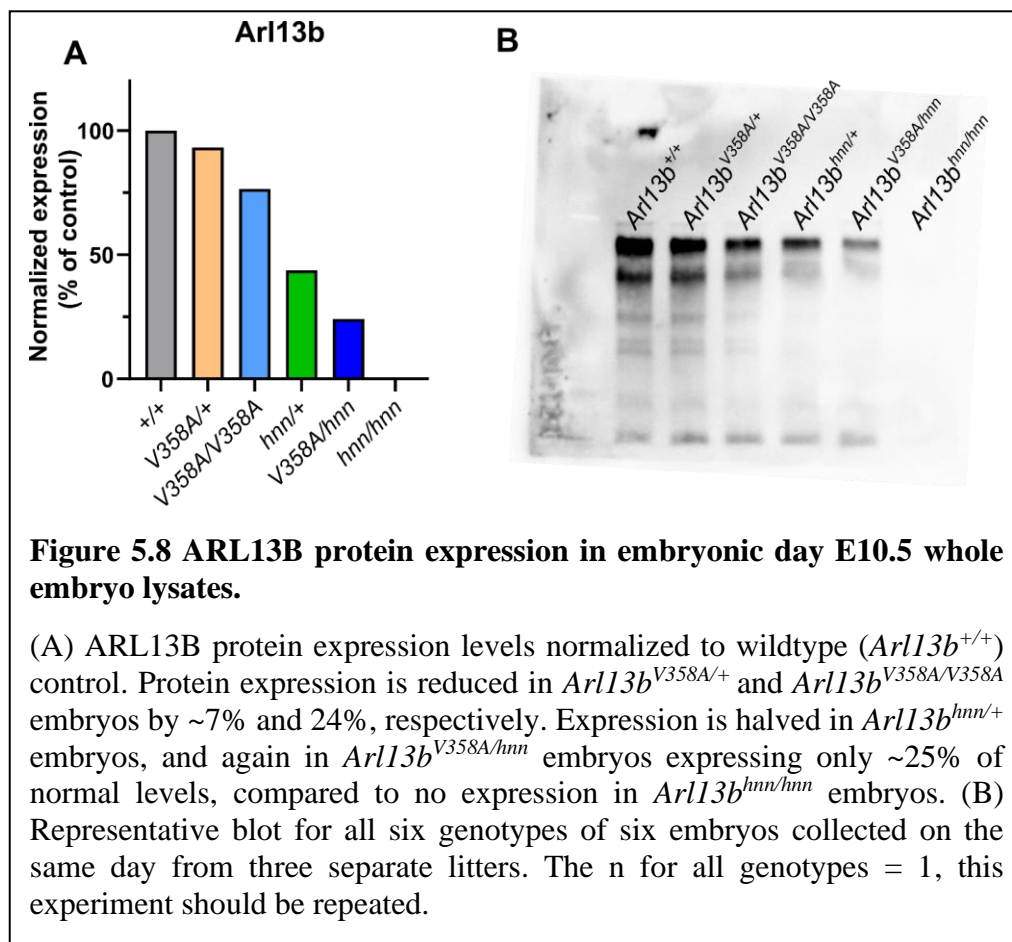 Arl13b
A
B
Normalized expression
(% of control)
100
50
0
+/+
V358A/+
V358A/V358A
hnn/+
V358A/hnn
hnn/hnn
Arl13b+/+
Arl13bV358A/+
Arl13bV358A/V358A
Arl13bhnn/+
Arl13bV358A/hnn
Arl13bhnn/hnn
Figure 5.8 ARL13B protein expression in embryonic day E10.5 whole
embryo lysates.
(A) ARL13B protein expression levels normalized to wildtype (Arl13b+/+)
control. Protein expression is reduced in Arl13bV358A/+ and Arl13bV358A/V358A
embryos by ~7% and 24%, respectively. Expression is halved in Arl13bhnn/+
embryos, and again in Arl13bV358A/hnn embryos expressing only ~25% of
normal levels, compared to no expression in Arl13bhnn/hnn embryos. (B)
Representative blot for all six genotypes of six embryos collected on the
same day from three separate litters. The n for all genotypes = 1, this
experiment should be repeated.